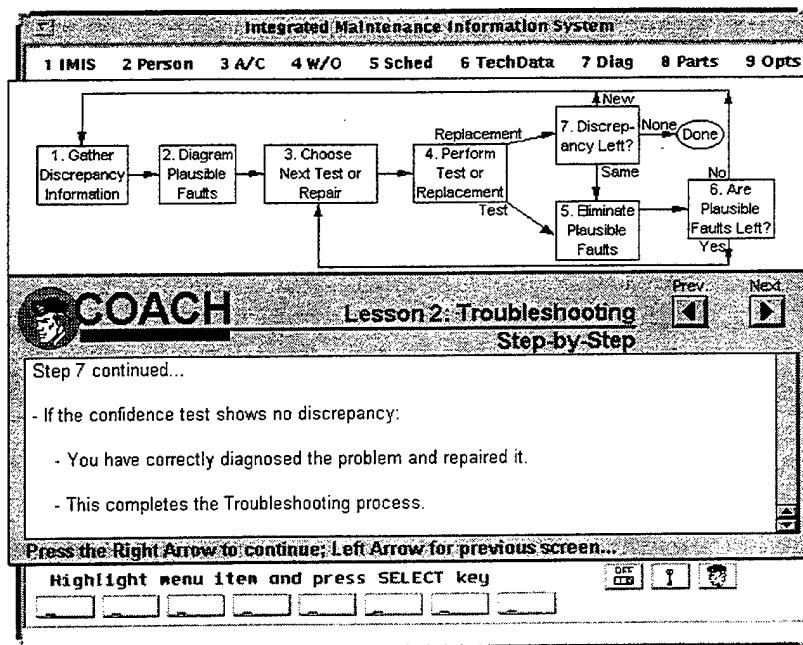 Integrated Maintenance Information System
1 IMIS 2 Person 3 A/C 4 W/O 5 Sched 6 TechData 7 Diag 8 Parts 9 Opts
New
Replacement
7. Discrep-
ancy Left?
None
Done
1. Gather
Discrepancy
Information
2. Diagram
Plausible
Faults
3. Choose
Next Test or
Repair
4. Perform
Test or
Replacement
Same
No
Test
5. Eliminate
Plausible
Faults
6. Are
Plausible
Faults Left?
Yes
COACH
Lesson 2: Troubleshooting
Step-by-Step
Prev.
Next
Step 7 continued...
- If the confidence test shows no discrepancy:
- You have correctly diagnosed the problem and repaired it.
- This completes the Troubleshooting process.
Press the Right Arrow to continue; Left Arrow for previous screen...
Highlight menu item and press SELECT key
OFF